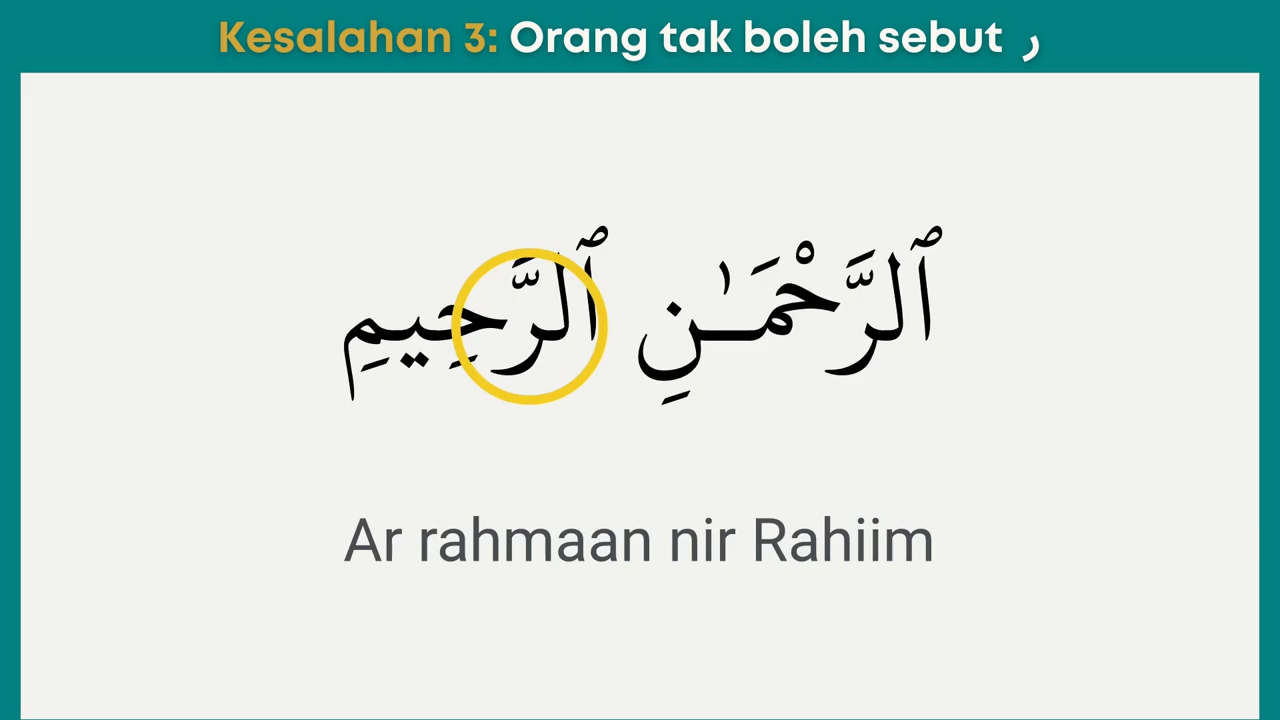 Kesalahan 3: Orang tak boleh sebut ر
ٱلرَّحْمَـٰنِ ٱلرَّحِيمِ
Ar rahmaan nir Rahiim